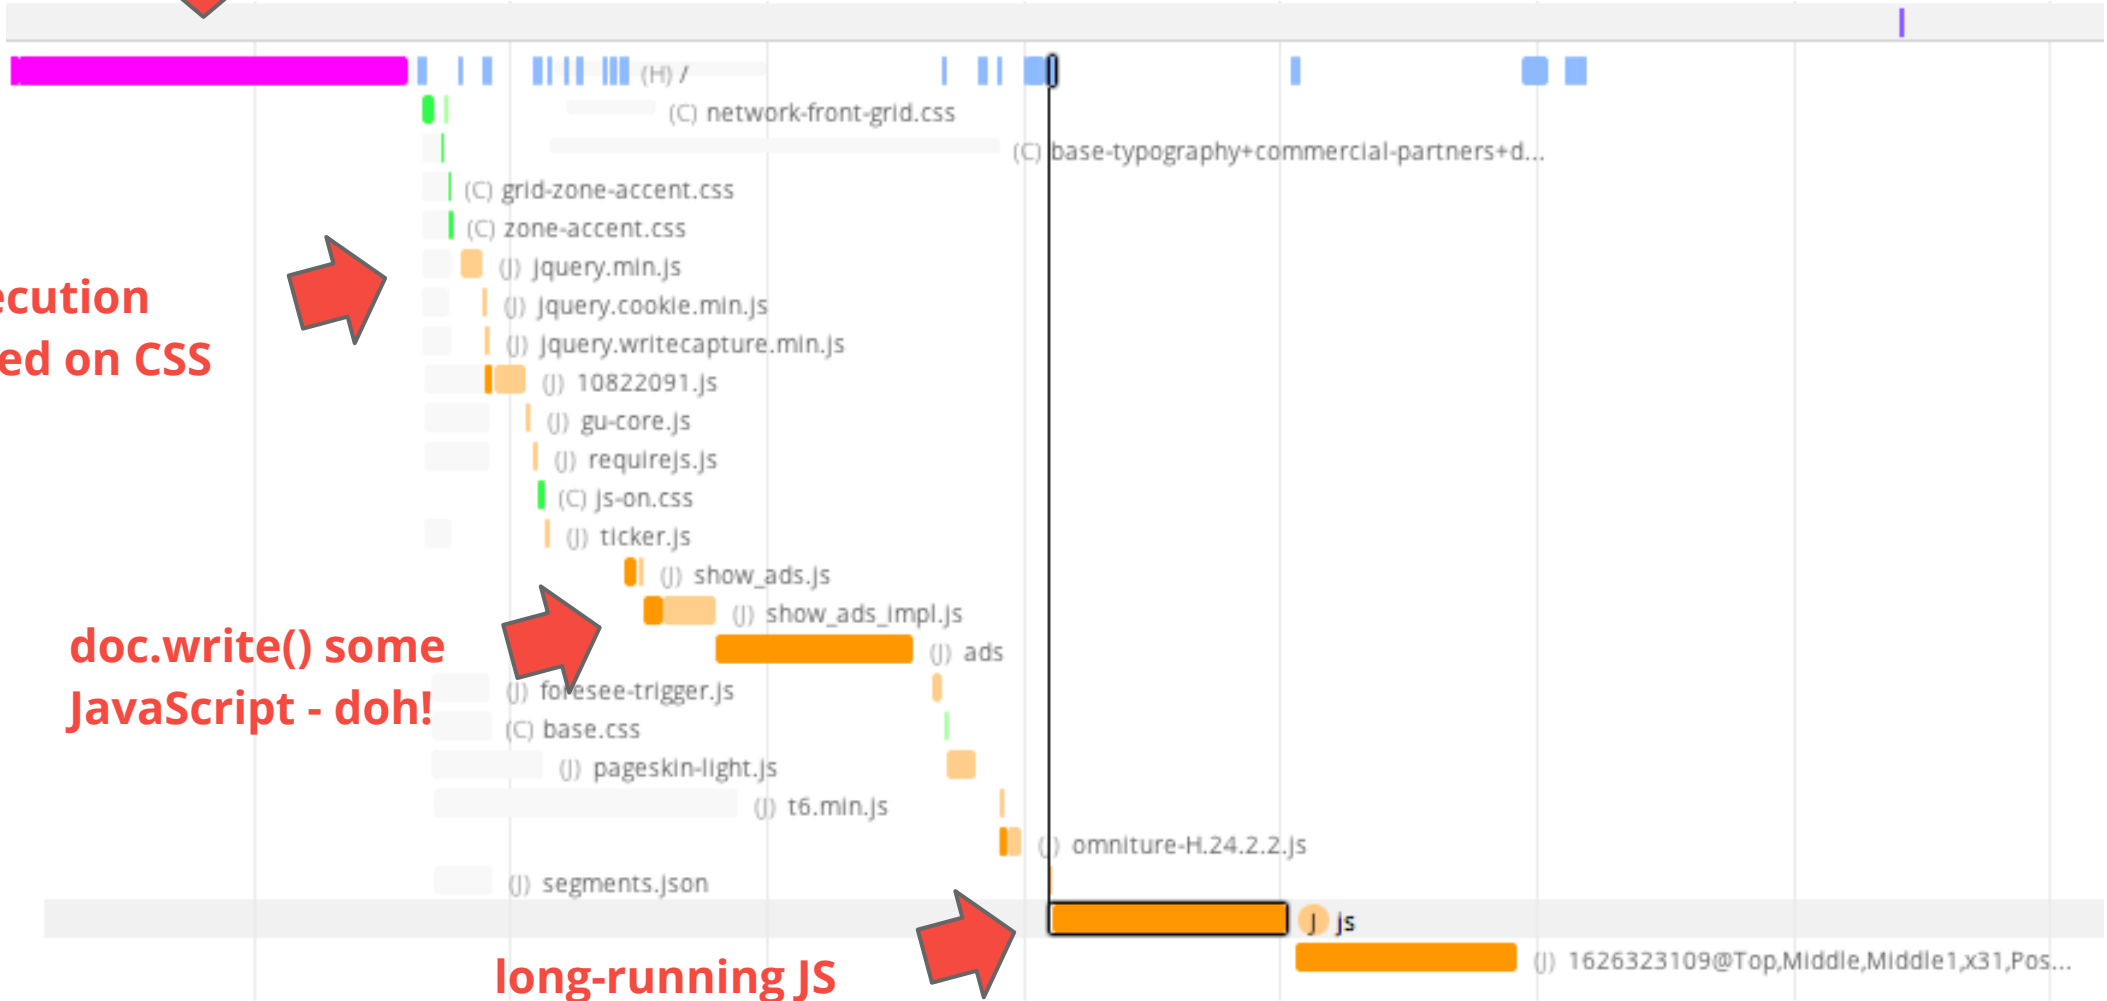 (H) /
(C) network-front-grid.css
(C) base-typography+commercial-partners+d...
(C) grid-zone-accent.css
(C) zone-accent.css
(J) jquery.min.js
ecution
(J) jquery.cookie.min.js
(J) jquery.writecapture.min.js
ed on CSS
(J) 10822091.js
(J) gu-core.js
(J) requirejs.js
(C) js-on.css
(J) ticker.js
(J) show_ads.js
(J) show_ads_impl.js
doc.write() some
(J) ads
(J) foresee-trigger.js
JavaScript - doh!
(C) base.css
(J) pageskin-light.js
(J) t6.min.js
(J) omniture-H.24.2.2.js
(J) segments.json
J js
(J) 1626323109@Top,Middle,Middle1,x31,Pos...
long-running JS